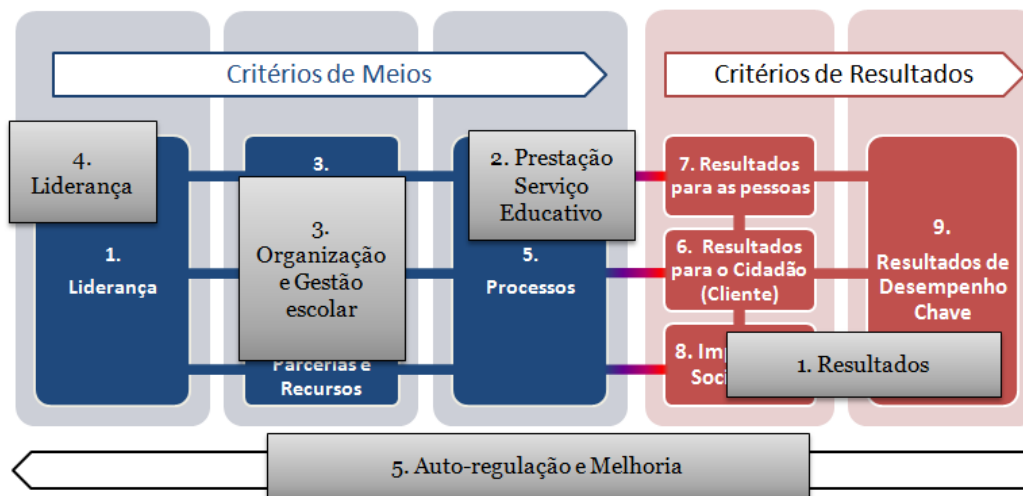 Critérios de Meios
Critérios de Resultados
4.
Liderança
1.
Liderança
3.
3.
Organização
e Gestão
escolar
Parcerias e
Recursos
2. Prestação
Serviço
Educativo
5.
Processos
7. Resultados
para as pessoas
6. Resultados
para o Cidadão
(Cliente)
8.
9.
Resultados de
Desempenho
Chave
1. Resultados
5. Auto-regulação e Melhoria